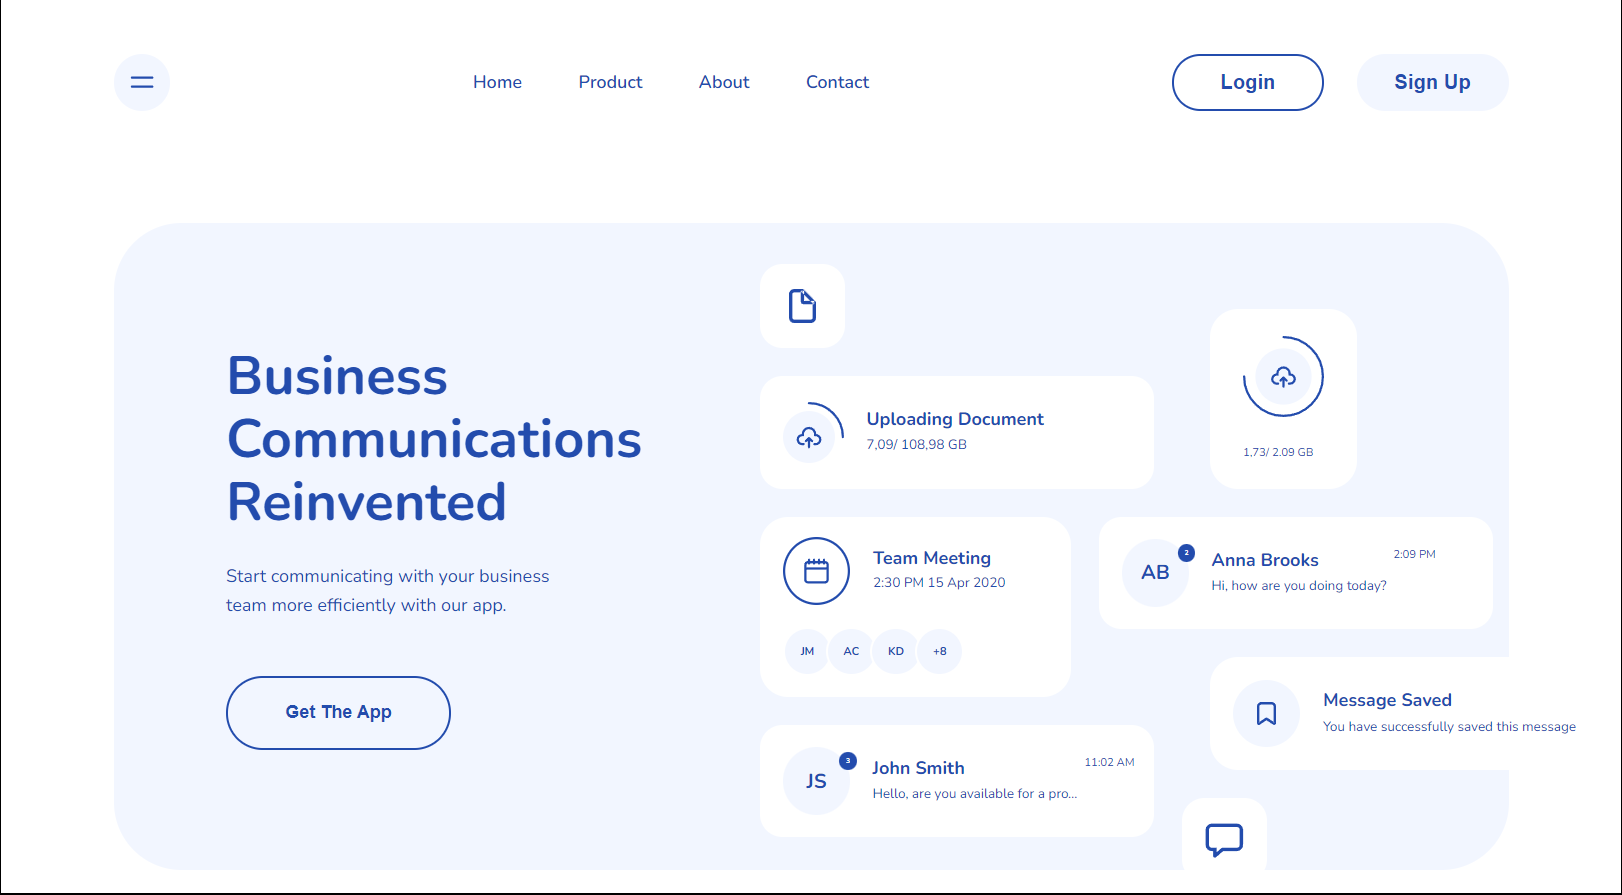 Home
Product
About
Contact
Login
Sign Up
Business
Communications
Reinvented
Start communicating with your business
team more efficiently with our app.
Get The App
Uploading Document
7,09/ 108,98 GB
1,73/ 2.09 GB
Team Meeting
2:30 PM 15 Apr 2020
JM
AC
KD
+8
AB
2
Anna Brooks
2:09 PM
Hi, how are you doing today?
Message Saved
You have successfully saved this message
JS
3
John Smith
11:02 AM
Hello, are you available for a pro...